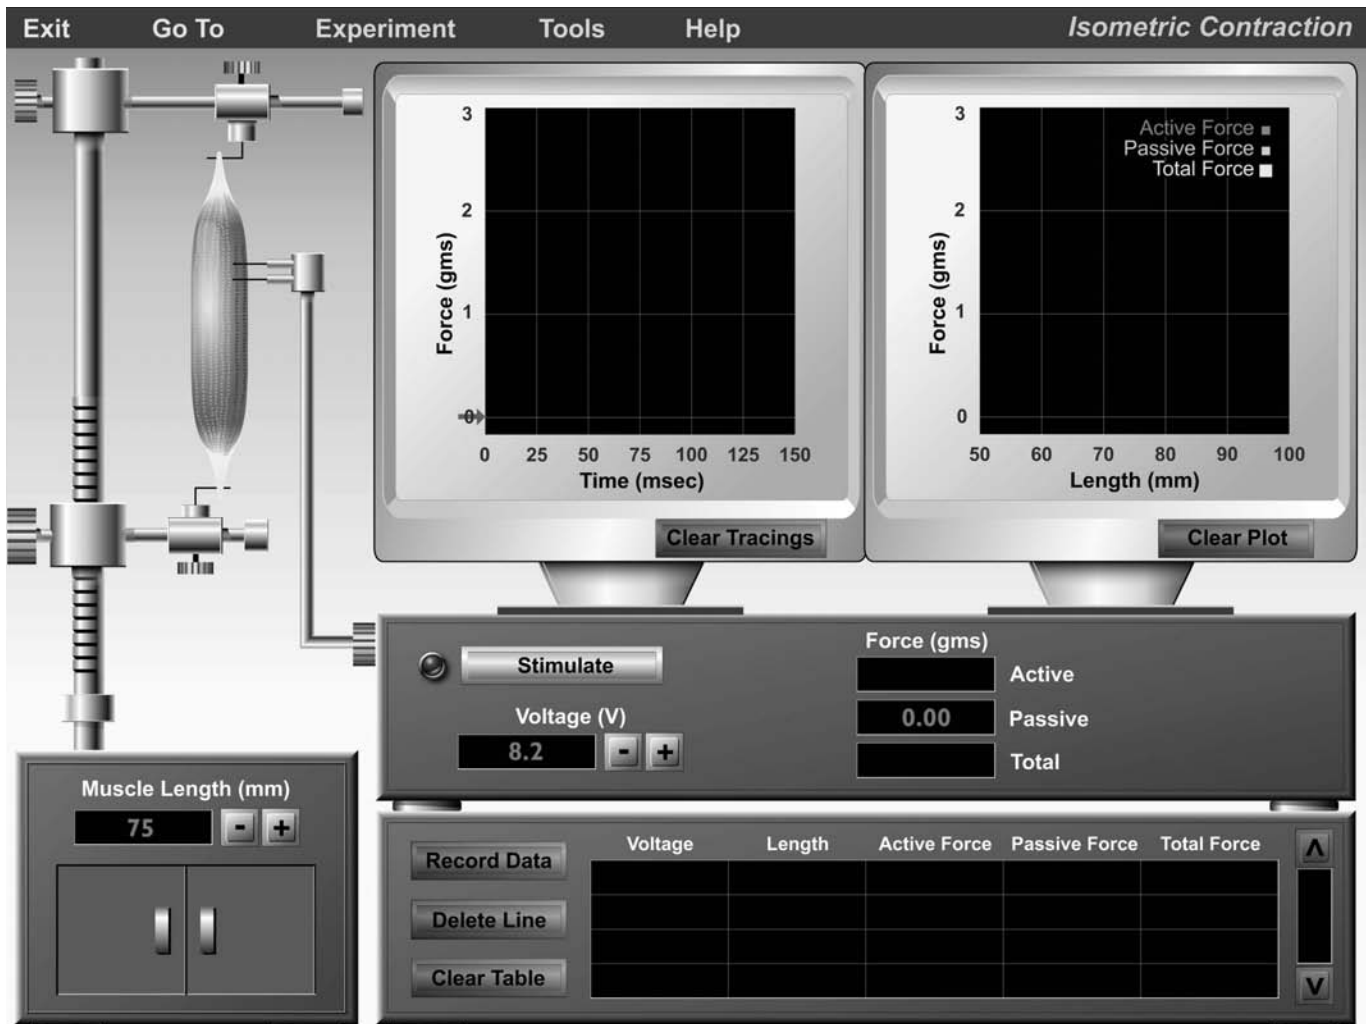 Exit Go To Experiment Tools Help Isometric Contraction
3
2
1
0
Force (gms)
0 25 50 75 100 125 150
Time (msec)
Clear Tracings
Active Force
Passive Force
Total Force
3
2
1
0
Force (gms)
50 60 70 80 90 100
Length (mm)
Clear Plot
Stimulate
Voltage (V)
8.2 - +
Force (gms)
Active
0.00 Passive
Total
Muscle Length (mm)
75 - +
Record Data
Delete Line
Clear Table
Voltage Length Active Force Passive Force Total Force